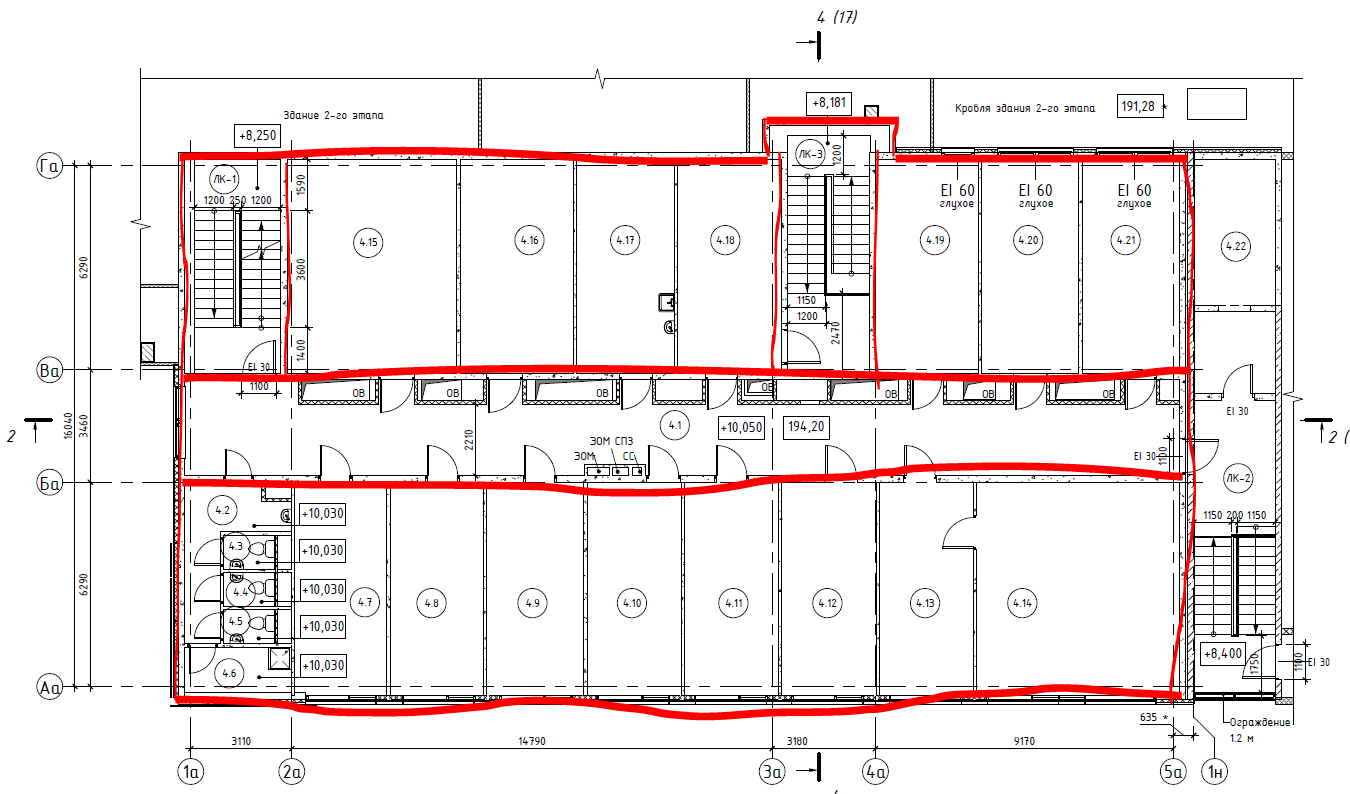 4 (17)
+8,181
Здание 2-го этапа
Кровля здания 2-го этапа
191,28 *
+8,250
Га
ЛК-1
1590
ЛК-3
1200
EI 60
глухое
EI 60
глухое
EI 60
глухое
1200 250 1200
4.15
4.16
4.17
4.18
4.19
4.20
4.21
4.22
6290
3600
1150
1200
2470
1400
EI 30
1100
Ва
ОВ
ОВ
ОВ
ОВ
ОВ
ОВ
ОВ
EI 30
2
16040
3460
2210
4.1
+10,050
194,20
2 (
ЭОМ СПЗ
ЭОМ
СС
EI 30
1100
Ба
ЛК-2
4.2
+10,030
1150 200 1150
4.3
+10,030
6290
4.4
+10,030
4.7
4.8
4.9
4.10
4.11
4.12
4.13
4.14
4.5
+10,030
+8,400
1750
1100
EI 30
4.6
+10,030
Аа
635 *
Ограждение
1.2 м
3110
14790
3180
9170
1а
2а
3а
4а
5а
1н